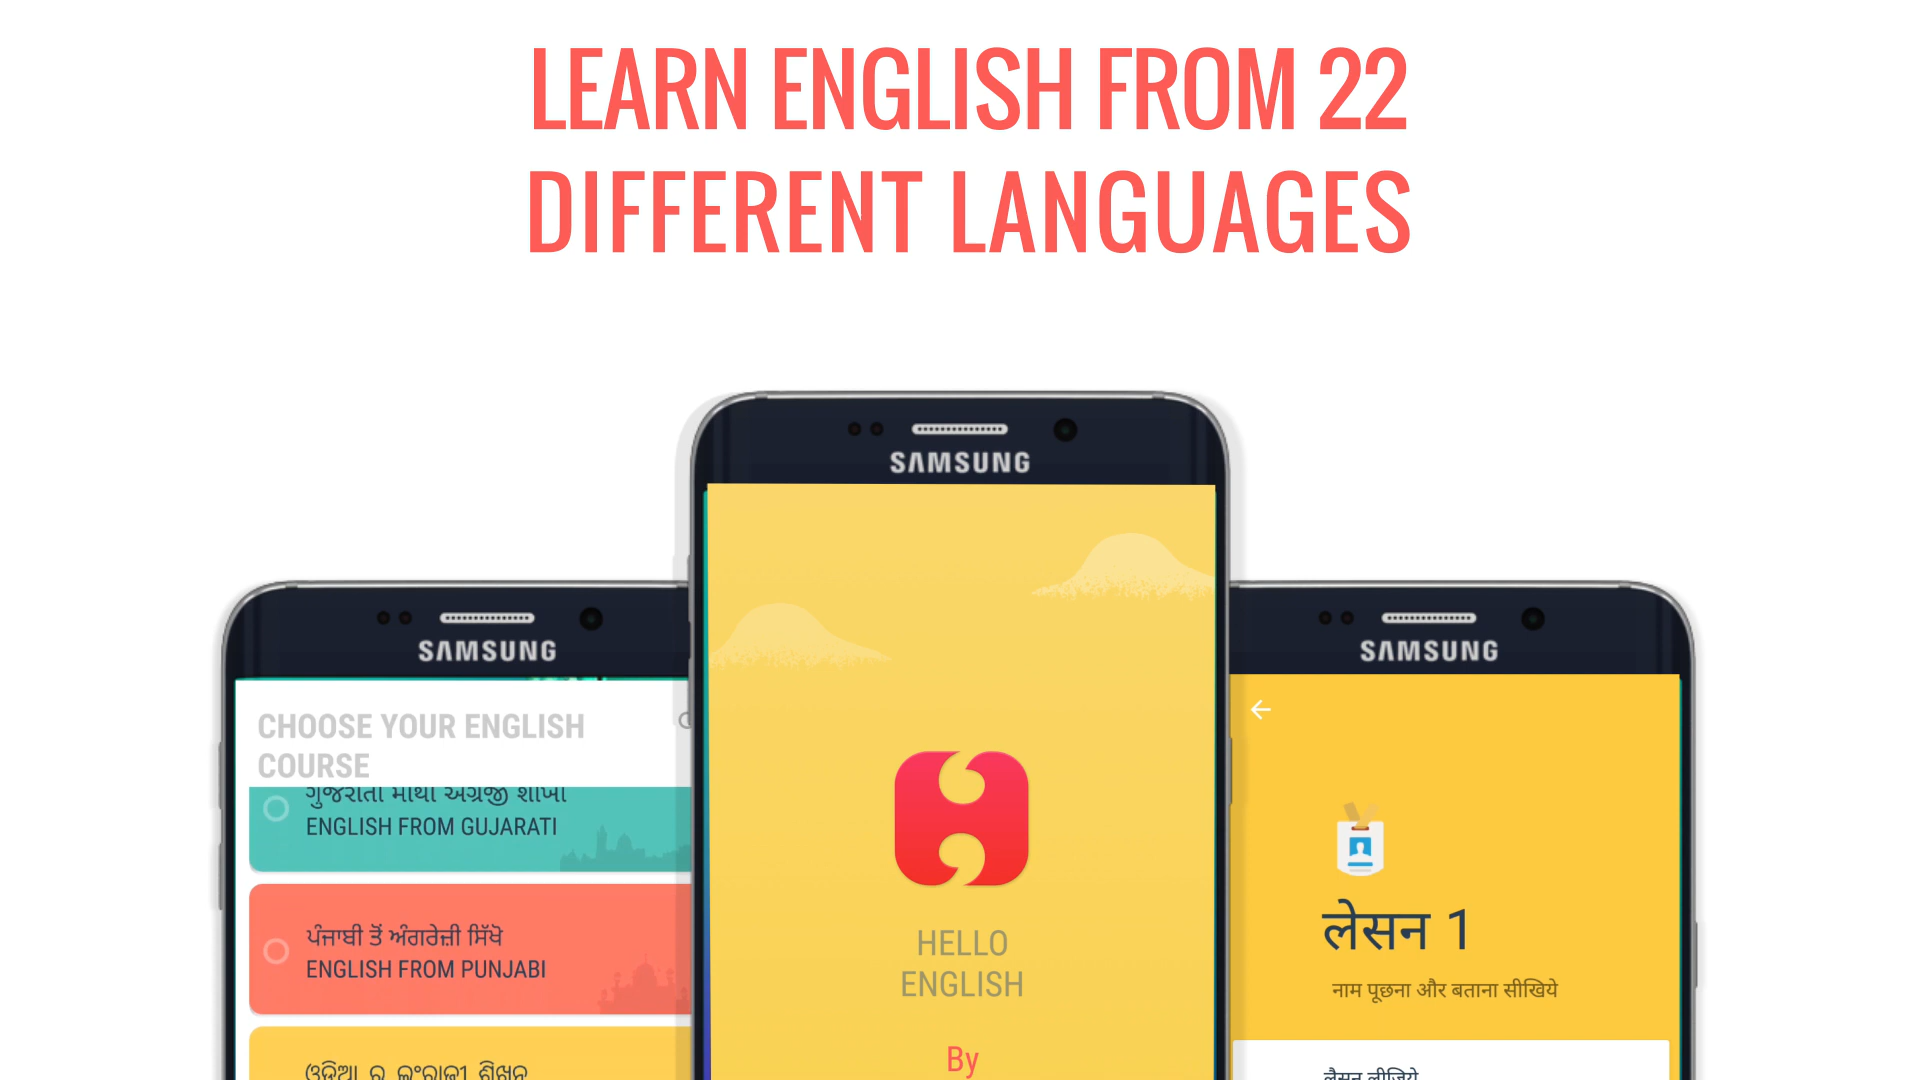 LEARN ENGLISH FROM 22
DIFFERENT LANGUAGES
SAMSUNG
SAMSUNG
SAMSUNG
CHOOSE YOUR ENGLISH
COURSE
ENGLISH FROM GUJARATI
ਪੰਜਾਬੀ ਤੋਂ ਅੰਗਰੇਜ਼ੀ ਸਿੱਖੋ
ENGLISH FROM PUNJABI
HELLO
ENGLISH
By
लेसन 1
नाम पूछना और बताना सीखिये